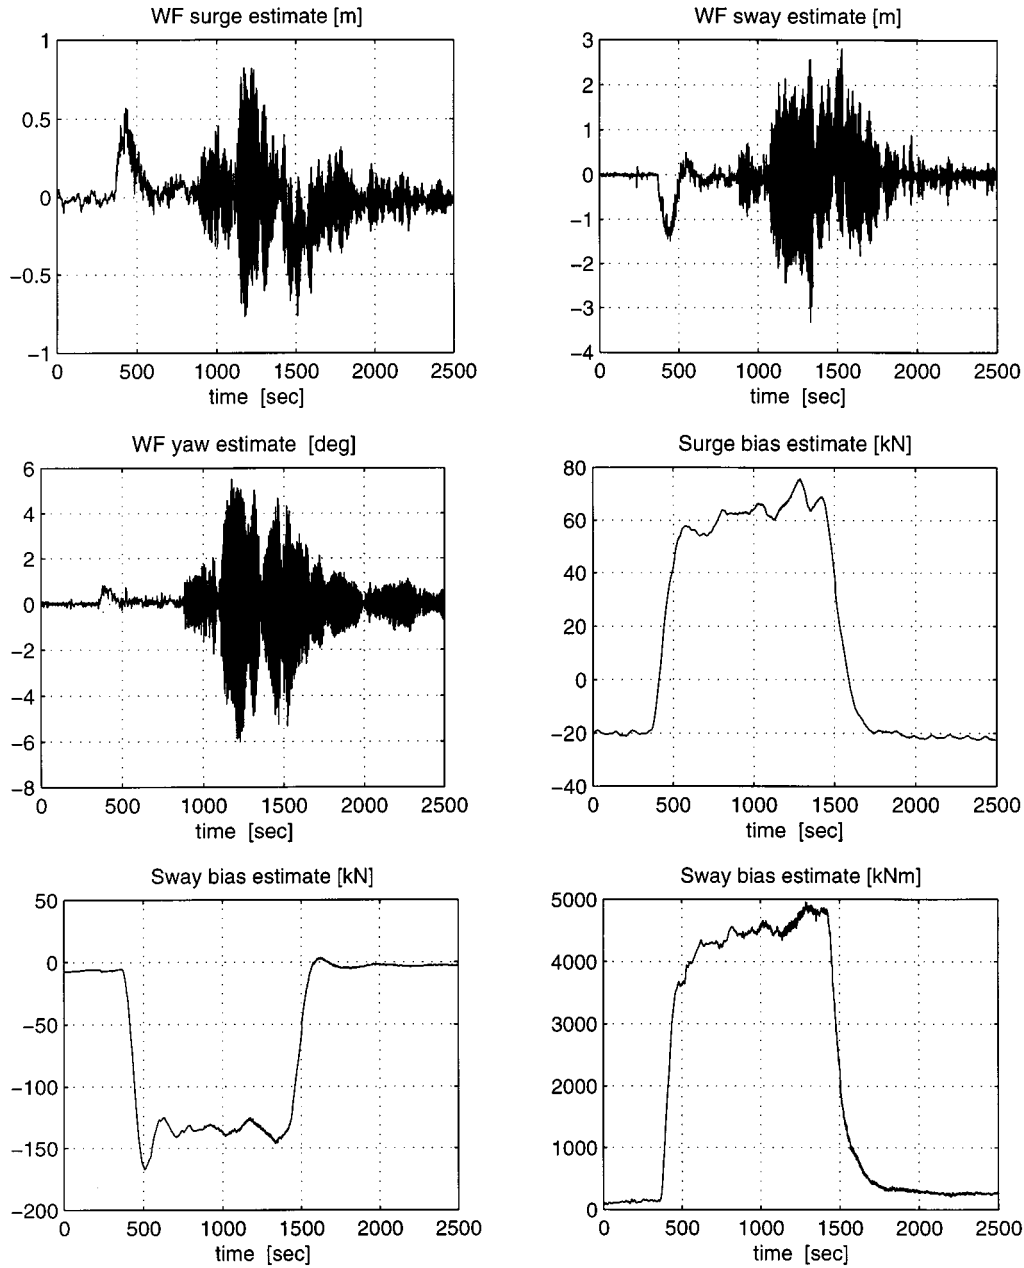 WF surge estimate [m]
1
0.5
0
−0.5
−1
0 500 1000 1500 2000 2500
time [sec]
WF sway estimate [m]
3
2
1
0
−1
−2
−3
−4
0 500 1000 1500 2000 2500
time [sec]
WF yaw estimate [deg]
6
4
2
0
−2
−4
−6
−8
0 500 1000 1500 2000 2500
time [sec]
Surge bias estimate [kN]
80
60
40
20
0
−20
−40
0 500 1000 1500 2000 2500
time [sec]
Sway bias estimate [kN]
50
0
−50
−100
−150
−200
0 500 1000 1500 2000 2500
time [sec]
Sway bias estimate [kNm]
5000
4000
3000
2000
1000
0
0 500 1000 1500 2000 2500
time [sec]